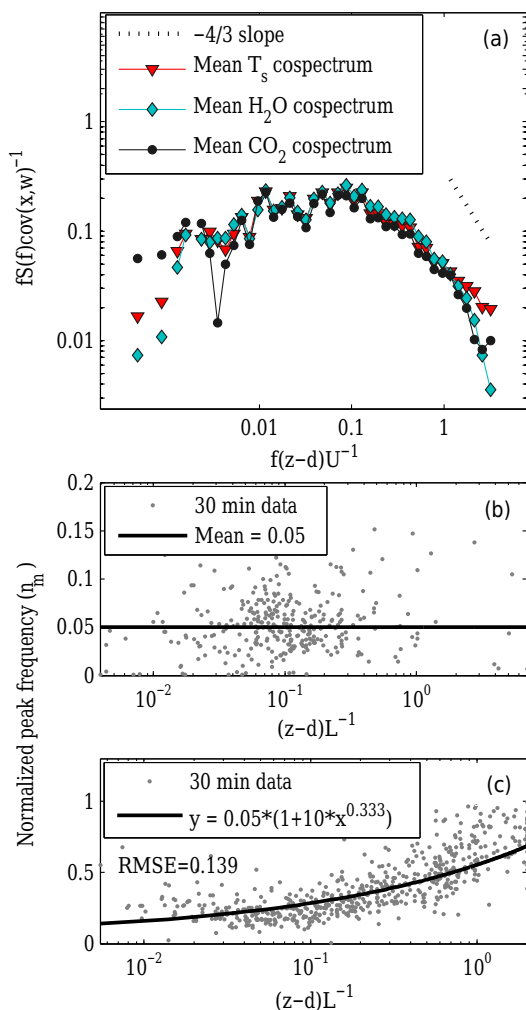 (a)
−4/3 slope
Mean T_s cospectrum
Mean H_2O cospectrum
Mean CO_2 cospectrum
fS(f)cov(x,w)^−1
1
0.1
0.01
0.01 0.1 1
f(z−d)U^−1
(b)
30 min data
Mean = 0.05
0.2
0.15
0.1
0.05
0
10^−2 10^−1 10^0
(z−d)L^−1
Normalized peak frequency (n_m)
(c)
30 min data
y = 0.05*(1+10*x^0.333)
RMSE=0.139
1
0.5
0
10^−2 10^−1 10^0
(z−d)L^−1